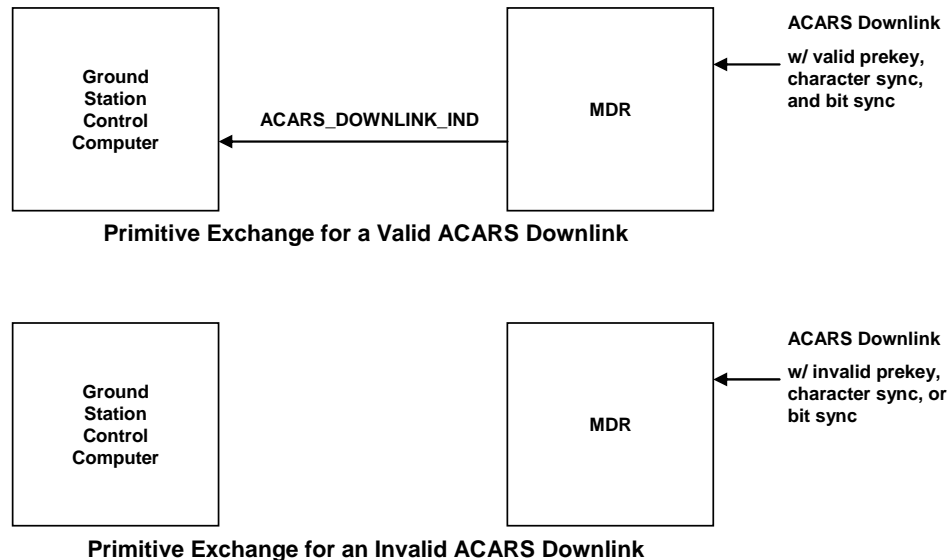 ACARS Downlink
w/ valid prekey,
character sync,
and bit sync
Ground
Station
Control
Computer
ACARS_DOWNLINK_IND
MDR
Primitive Exchange for a Valid ACARS Downlink
ACARS Downlink
w/ invalid prekey,
character sync, or
bit sync
Ground
Station
Control
Computer
MDR
Primitive Exchange for an Invalid ACARS Downlink